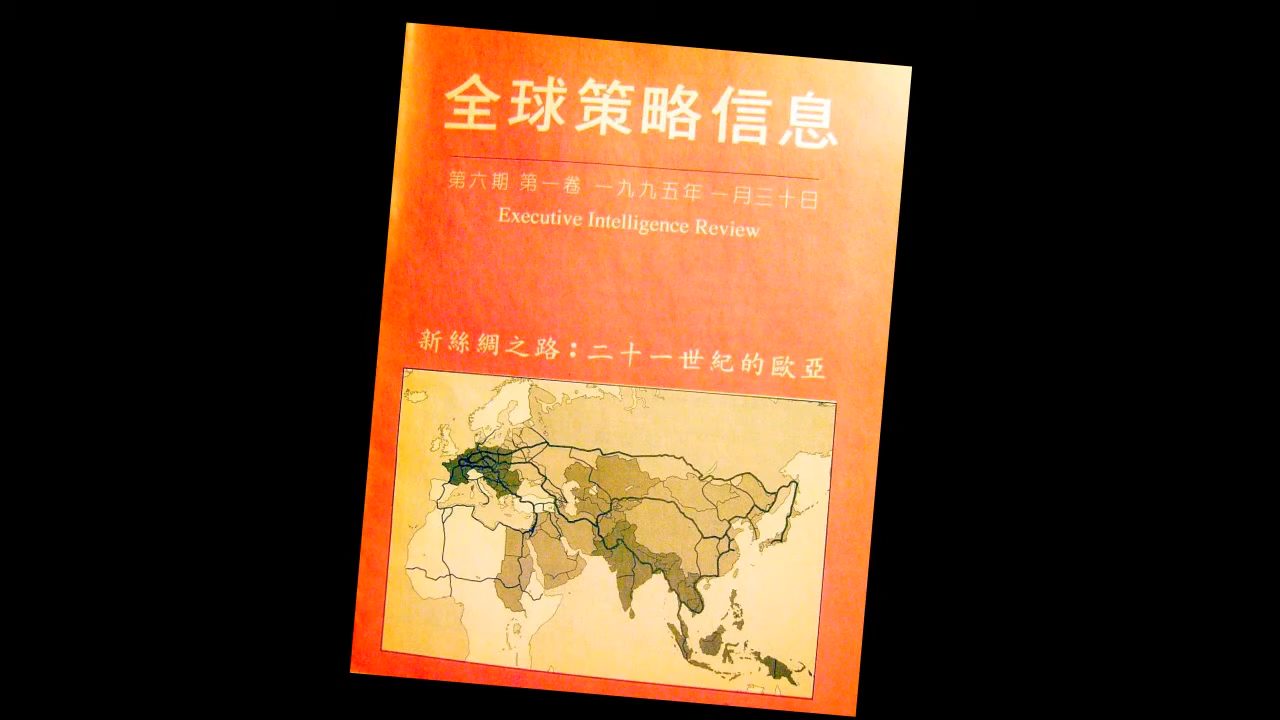 全球策略信息
第六期 第一卷 一九九五年 一月三十日
Executive Intelligence Review
新絲綢之路：二十一世紀的歐亞